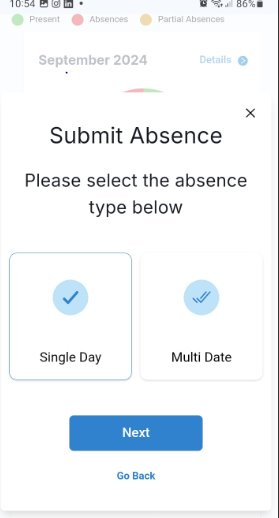 10:54 86%
Present Absences Partial Absences
September 2024 Details
Submit Absence
Please select the absence
type below
Single Day Multi Date
Next
Go Back